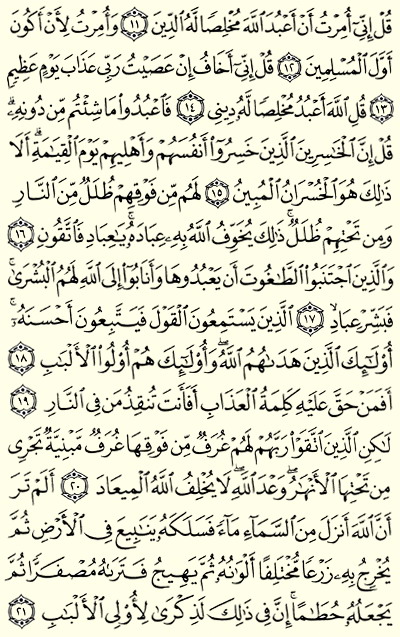 قُلْ إِنِّىٓ أُمِرْتُ أَنْ أَعْبُدَ ٱللَّهَ مُخْلِصًا لَّهُ ٱلدِّينَ ۝١١ وَأُمِرْتُ لِأَنْ أَكُونَ
أَوَّلَ ٱلْمُسْلِمِينَ ۝١٢ قُلْ إِنِّىٓ أَخَافُ إِنْ عَصَيْتُ رَبِّى عَذَابَ يَوْمٍ عَظِيمٍ
۝١٣ قُلِ ٱللَّهَ أَعْبُدُ مُخْلِصًا لَّهُۥ دِينِى ۝١٤ فَٱعْبُدُوا۟ مَا شِئْتُم مِّن دُونِهِۦ ۗ
قُلْ إِنَّ ٱلْخَـٰسِرِينَ ٱلَّذِينَ خَسِرُوٓا۟ أَنفُسَهُمْ وَأَهْلِيهِمْ يَوْمَ ٱلْقِيَـٰمَةِ ۗ أَلَا
ذَٰلِكَ هُوَ ٱلْخُسْرَانُ ٱلْمُبِينُ ۝١٥ لَهُم مِّن فَوْقِهِمْ ظُلَلٌ مِّنَ ٱلنَّارِ
وَمِن تَحْتِهِمْ ظُلَلٌ ۚ ذَٰلِكَ يُخَوِّفُ ٱللَّهُ بِهِۦ عِبَادَهُۥ ۚ يَـٰعِبَادِ فَٱتَّقُونِ ۝١٦
وَٱلَّذِينَ ٱجْتَنَبُوا۟ ٱلطَّـٰغُوتَ أَن يَعْبُدُوهَا وَأَنَابُوٓا۟ إِلَى ٱللَّهِ لَهُمُ ٱلْبُشْرَىٰ ۚ
فَبَشِّرْ عِبَادِ ۝١٧ ٱلَّذِينَ يَسْتَمِعُونَ ٱلْقَوْلَ فَيَتَّبِعُونَ أَحْسَنَهُۥٓ ۚ
أُو۟لَـٰٓئِكَ ٱلَّذِينَ هَدَىٰهُمُ ٱللَّهُ ۖ وَأُو۟لَـٰٓئِكَ هُمْ أُو۟لُوا۟ ٱلْأَلْبَـٰبِ ۝١٨
أَفَمَنْ حَقَّ عَلَيْهِ كَلِمَةُ ٱلْعَذَابِ أَفَأَنتَ تُنقِذُ مَن فِى ٱلنَّارِ ۝١٩
لَـٰكِنِ ٱلَّذِينَ ٱتَّقَوْا۟ رَبَّهُمْ لَهُمْ غُرَفٌ مِّن فَوْقِهَا غُرَفٌ مَّبْنِيَّةٌ تَجْرِى
مِن تَحْتِهَا ٱلْأَنْهَـٰرُ ۖ وَعْدَ ٱللَّهِ ۖ لَا يُخْلِفُ ٱللَّهُ ٱلْمِيعَادَ ۝٢٠ أَلَمْ تَرَ
أَنَّ ٱللَّهَ أَنزَلَ مِنَ ٱلسَّمَآءِ مَآءً فَسَلَكَهُۥ يَنَـٰبِيعَ فِى ٱلْأَرْضِ ثُمَّ
يُخْرِجُ بِهِۦ زَرْعًا مُّخْتَلِفًا أَلْوَٰنُهُۥ ثُمَّ يَهِيجُ فَتَرَىٰهُ مُصْفَرًّا ثُمَّ
يَجْعَلُهُۥ حُطَـٰمًا ۚ إِنَّ فِى ذَٰلِكَ لَذِكْرَىٰ لِأُو۟لِى ٱلْأَلْبَـٰبِ ۝٢١